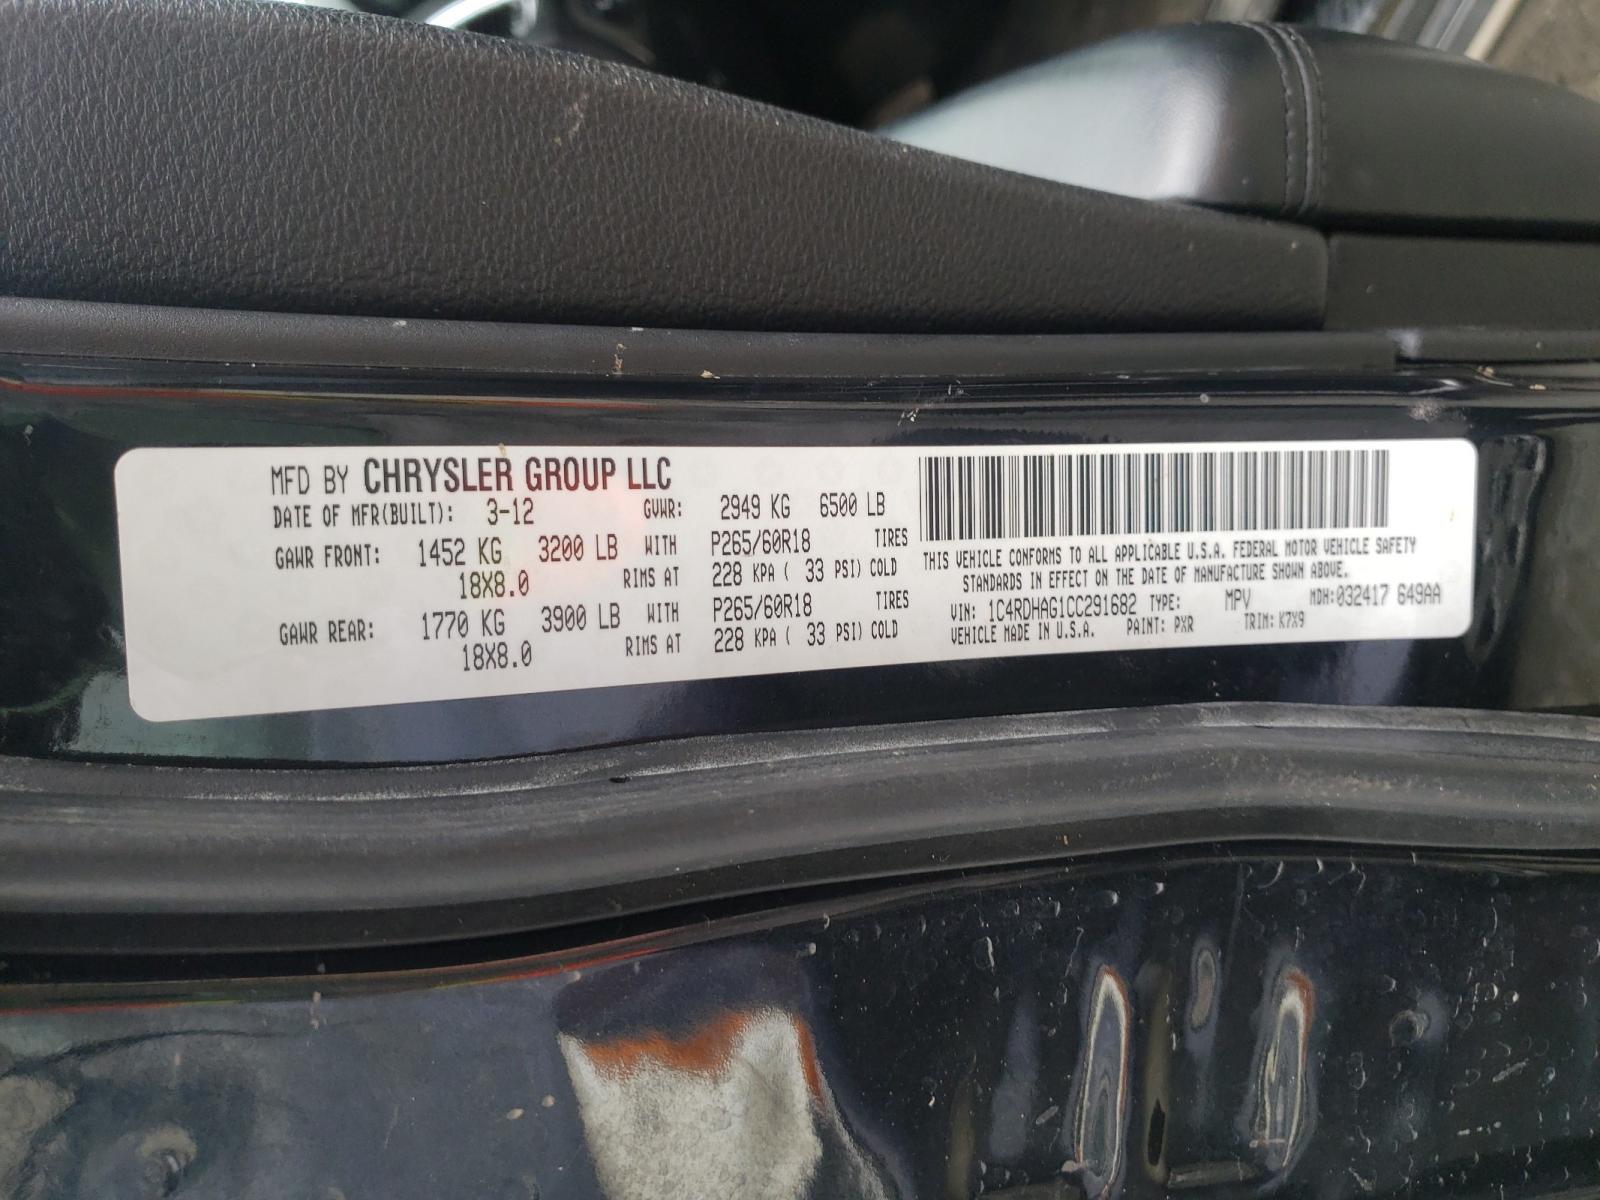 MFD BY CHRYSLER GROUP LLC
DATE OF MFR(BUILT): 3-12 GVWR: 2949 KG 6500 LB
GAWR FRONT: 1452 KG 3200 LB WITH P265/60R18 TIRES
18X8.0 RIMS AT 228 KPA ( 33 PSI) COLD
GAWR REAR: 1770 KG 3900 LB WITH P265/60R18 TIRES
18X8.0 RIMS AT 228 KPA ( 33 PSI) COLD
THIS VEHICLE CONFORMS TO ALL APPLICABLE U.S.A. FEDERAL MOTOR VEHICLE SAFETY
STANDARDS IN EFFECT ON THE DATE OF MANUFACTURE SHOWN ABOVE.
VIN: 1C4RDHAG1CC291682 TYPE: MPV MDH:032417 649AA
VEHICLE MADE IN U.S.A. PAINT: PXR TRIM: K7X9